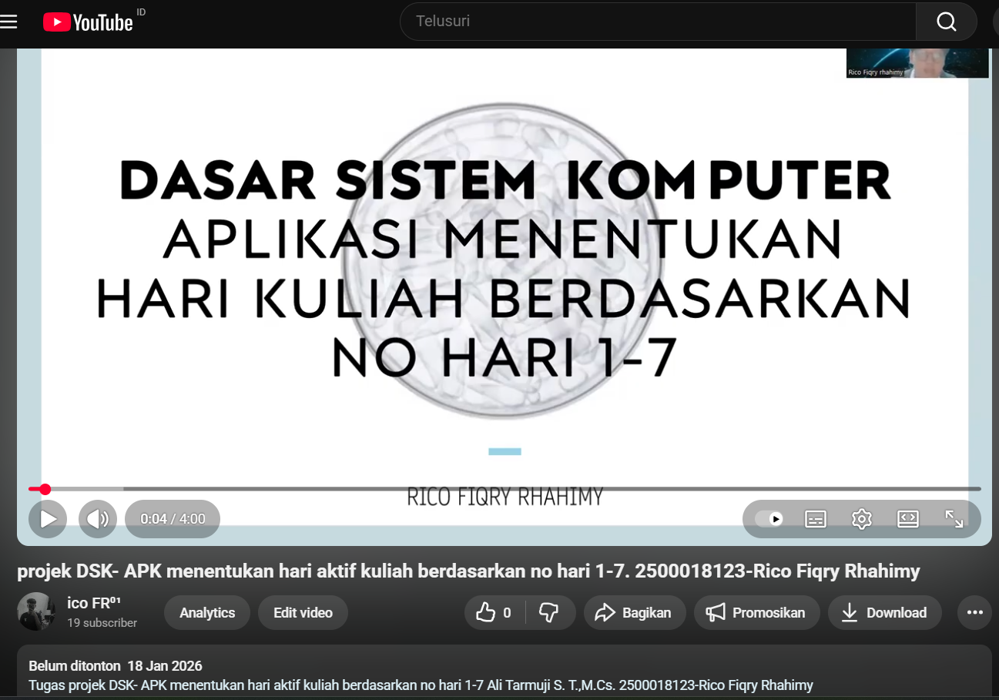 YouTube ID
Telusuri
Rico Fiqry rhahimy
DASAR SISTEM KOMPUTER
APLIKASI MENENTUKAN
HARI KULIAH BERDASARKAN
NO HARI 1-7
RICO FIQRY RHAHIMY
0:04 / 4:00
projek DSK- APK menentukan hari aktif kuliah berdasarkan no hari 1-7. 2500018123-Rico Fiqry Rhahimy
ico FR⁰¹
19 subscriber
Analytics
Edit video
0
Bagikan
Promosikan
Download
Belum ditonton 18 Jan 2026
Tugas projek DSK- APK menentukan hari aktif kuliah berdasarkan no hari 1-7 Ali Tarmuji S. T.,M.Cs. 2500018123-Rico Fiqry Rhahimy